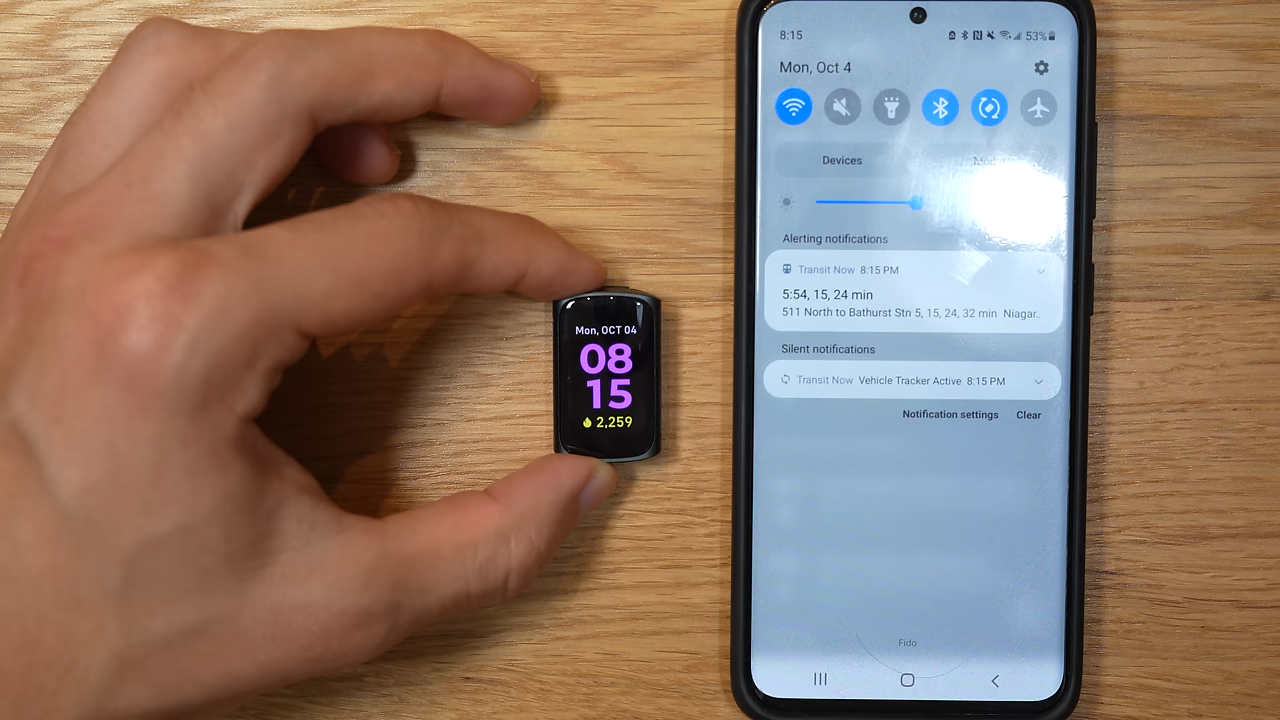 Mon, OCT 04
08
15
2,259
8:15
53%
Mon, Oct 4
Devices
Alerting notifications
Transit Now 8:15 PM
5:54, 15, 24 min
511 North to Bathurst Stn 5, 15, 24, 32 min Niagar..
Silent notifications
Transit Now Vehicle Tracker Active 8:15 PM
Notification settings Clear
Fido